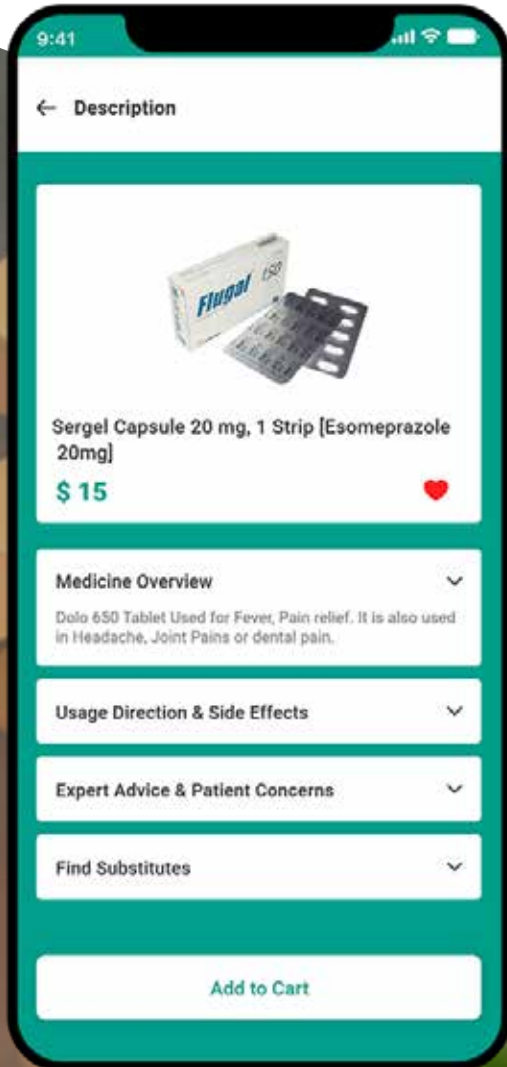 9:41
Description
Flugal 150
Sergel Capsule 20 mg, 1 Strip [Esomeprazole
20mg]
$ 15
Medicine Overview
Dolo 650 Tablet Used for Fever, Pain relief. It is also used
in Headache, Joint Pains or dental pain.
Usage Direction & Side Effects
Expert Advice & Patient Concerns
Find Substitutes
Add to Cart